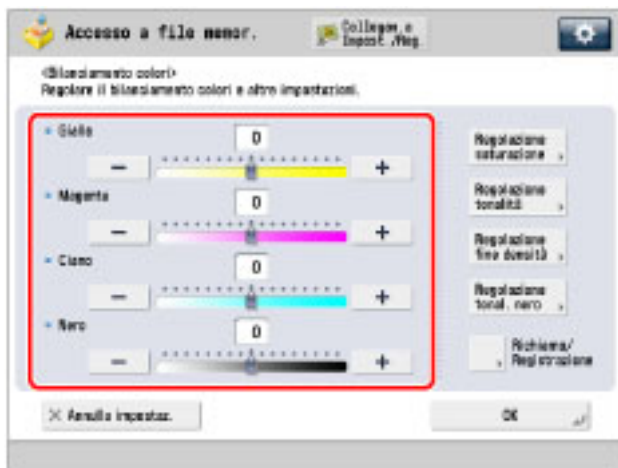 Accesso a file memor.
Collegam. a
Impost./Reg.
<Bilanciamento colori>
Regolare il bilanciamento colori e altre impostazioni.
Giallo
0
−
+
Magenta
0
−
+
Ciano
0
−
+
Nero
0
−
+
Regolazione
saturazione
Regolazione
tonalità
Regolazione
fine densità
Regolazione
tonal. nero
Richiama/
Registrazione
Annulla impostaz.
OK